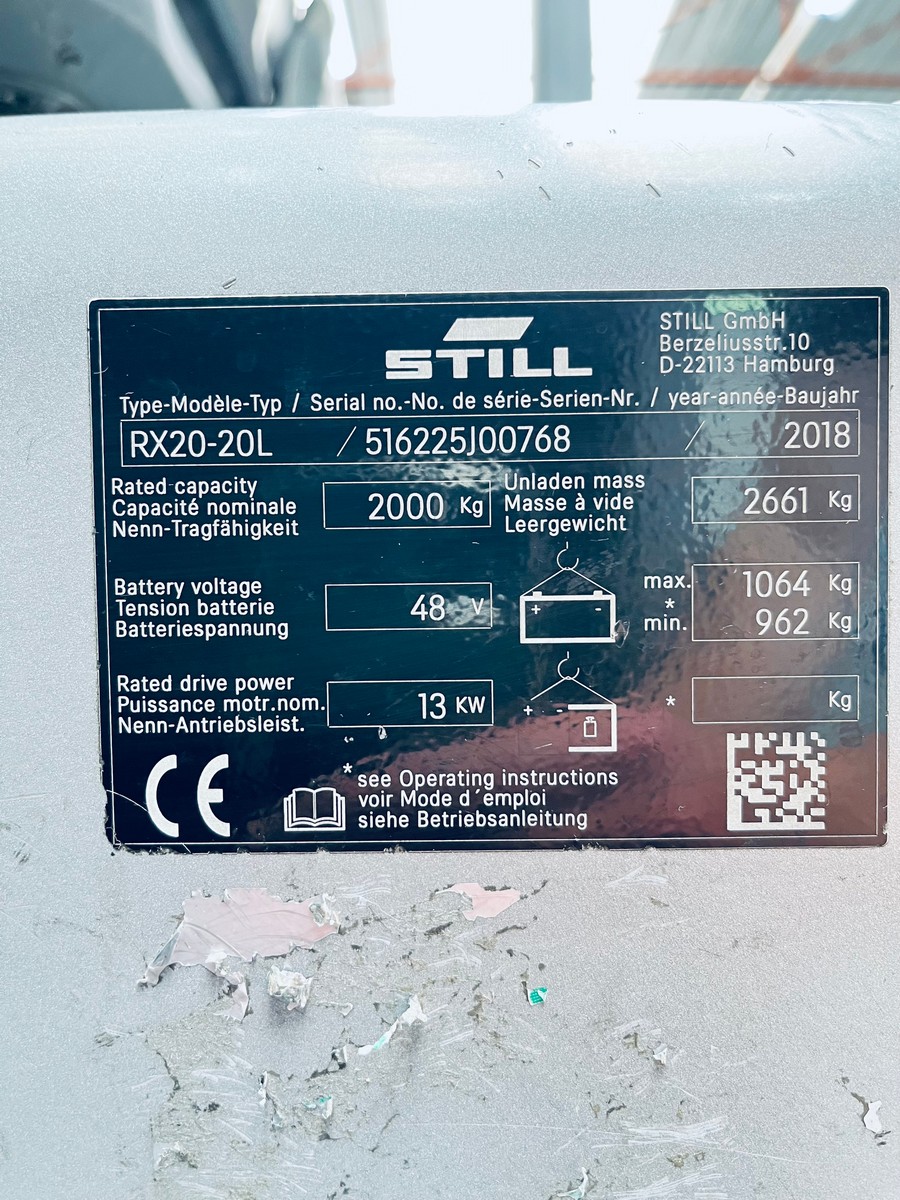 STILL
STILL GmbH
Berzeliusstr.10
D-22113 Hamburg
Type-Modèle-Typ / Serial no.-No. de série-Serien-Nr. / year-année-Baujahr
RX20-20L / 516225J00768 / 2018
Rated capacity
Capacité nominale
Nenn-Tragfähigkeit
2000 Kg
Unladen mass
Masse à vide
Leergewicht
2661 Kg
Battery voltage
Tension batterie
Batteriespannung
48 V
+ -
max. 1064 Kg
*
min. 962 Kg
Rated drive power
Puissance motr.nom.
Nenn-Antriebsleist.
13 KW
+ -
* Kg
CE
*see Operating instructions
voir Mode d´emploi
siehe Betriebsanleitung